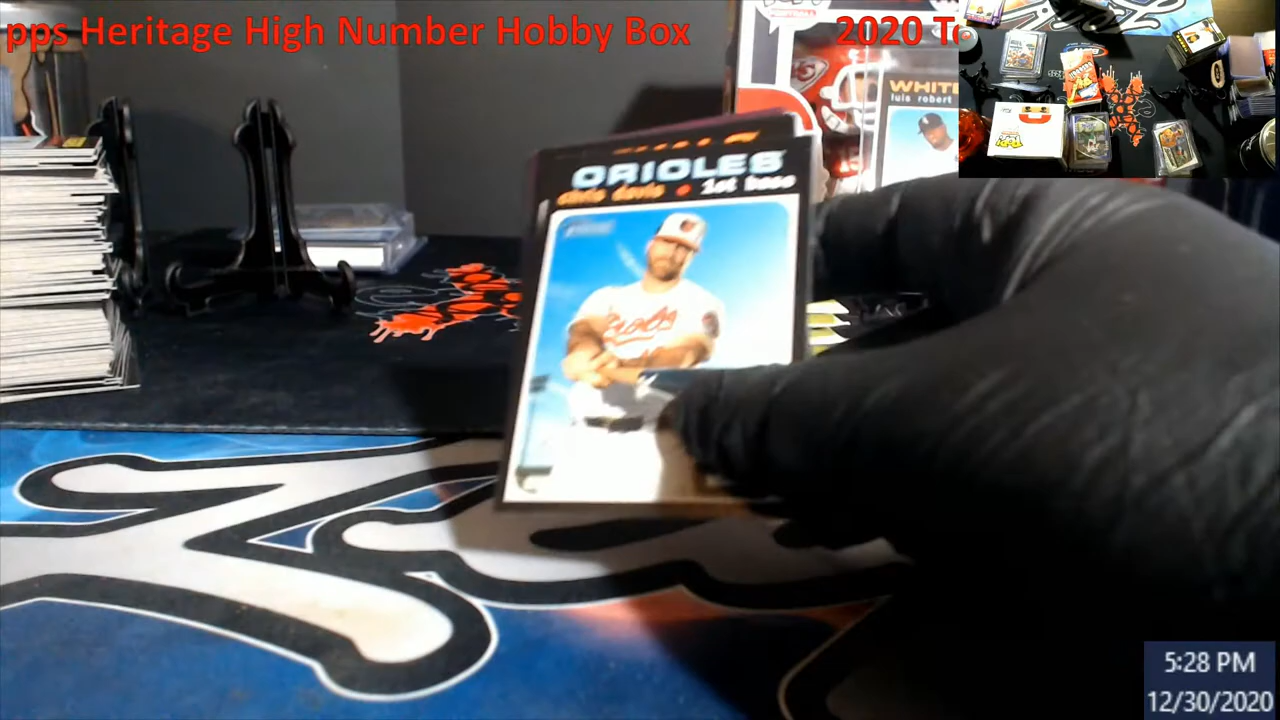 pps Heritage High Number Hobby Box
2020 To
WHITE
luis robert
ORIOLES
chris davis • 1st base
5:28 PM
12/30/2020